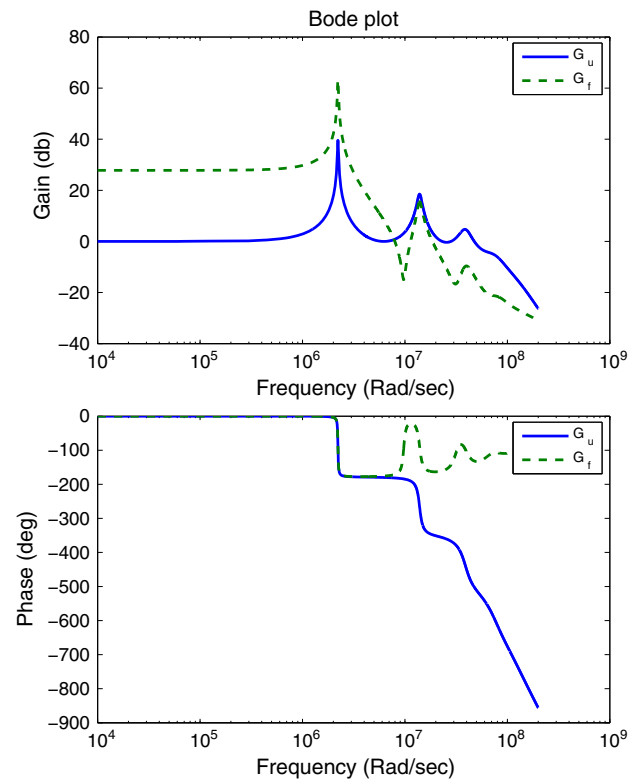 Bode plot
Gain (db)
80
60
40
20
0
−20
−40
G u
G f
10^4 10^5 10^6 10^7 10^8 10^9
Frequency (Rad/sec)
Phase (deg)
0
−100
−200
−300
−400
−500
−600
−700
−800
−900
G u
G f
10^4 10^5 10^6 10^7 10^8 10^9
Frequency (Rad/sec)